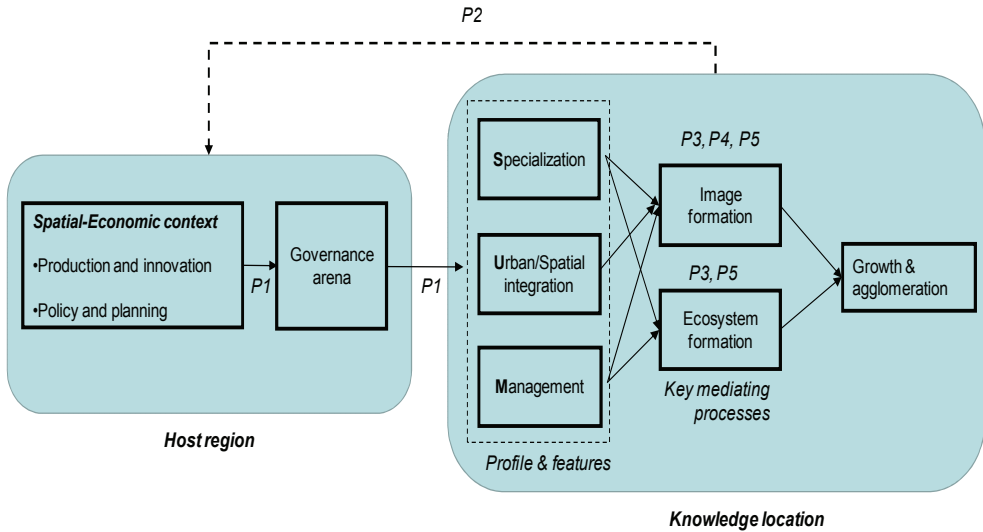 P2
Spatial-Economic context
•Production and innovation
•Policy and planning
P1
Governance
arena
Host region
P1
Specialization
Urban/Spatial
integration
Management
Profile & features
P3, P4, P5
Image
formation
P3, P5
Ecosystem
formation
Key mediating
processes
Growth &
agglomeration
Knowledge location